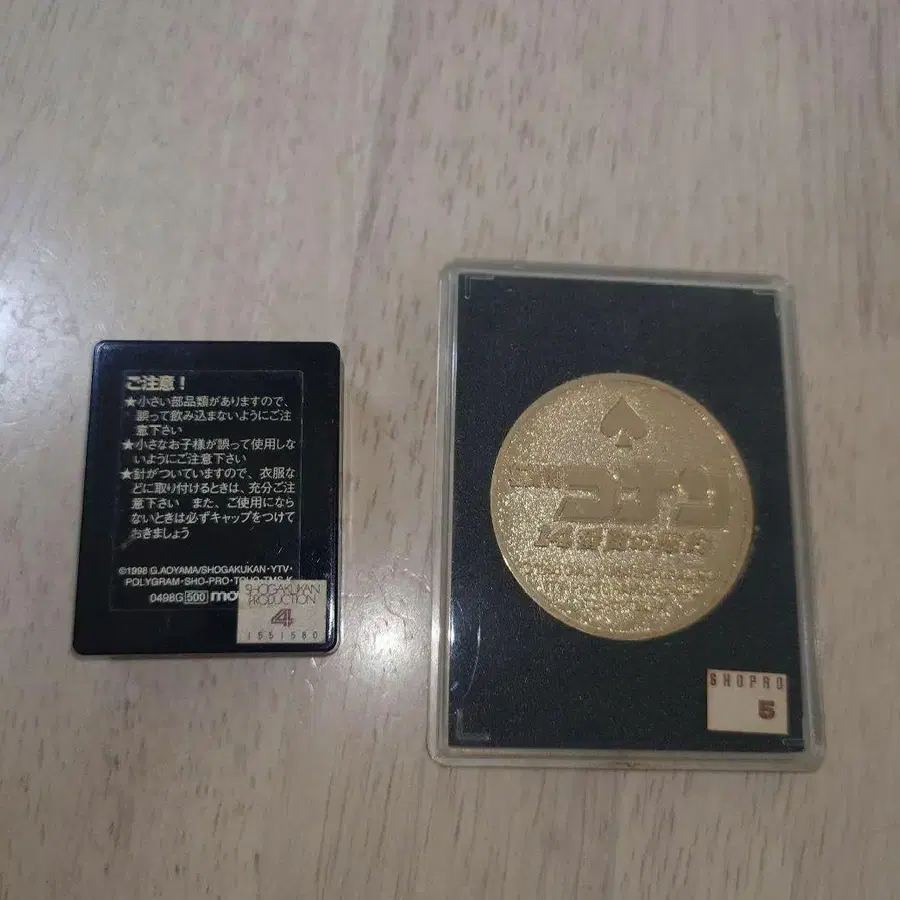 ご注意!
★小さい部品類がありますので、
誤って飲み込まないようにご注
意下さい
★小さなお子様が誤って使用しな
いようにご注意下さい
★針がついていますので、衣服な
どに取り付けるときは、充分ご注
意下さい また、ご使用になら
ないときは必ずキャップをつけて
おきましょう
©1998 G.AOYAMA/SHOGAKUKAN・YTV・
POLYGRAM・SHO-PRO・TOHO・TMS・K
0498G 500 mov
SHOGAKUKAN
PRODUCTION
4
1551580
コナン
14番目の標的
SHOPRO
5